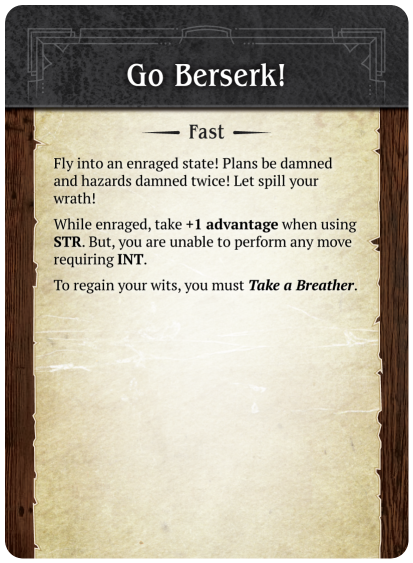 Go Berserk!
Fast
Fly into an enraged state! Plans be damned
and hazards damned twice! Let spill your
wrath!
While enraged, take +1 advantage when using
STR. But, you are unable to perform any move
requiring INT.
To regain your wits, you must Take a Breather.